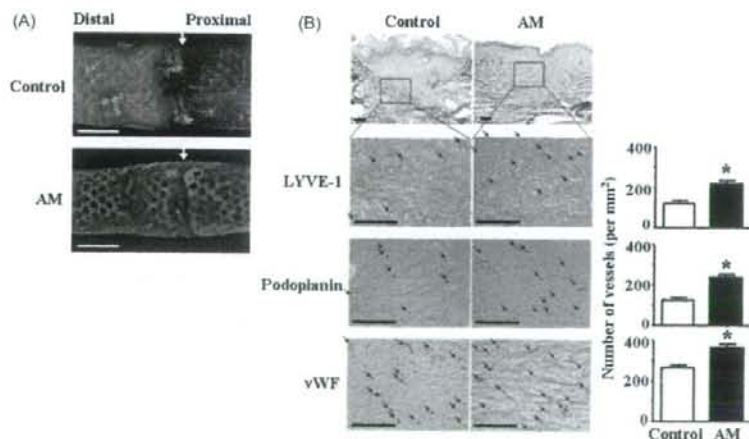 (A)
Distal Proximal
Control
AM
(B)
Control AM
LYVE-1
Podoplanin
vWF
Number of vessels (per mm²)
400
200
0
*
400
200
0
*
400
200
0
*
Control AM